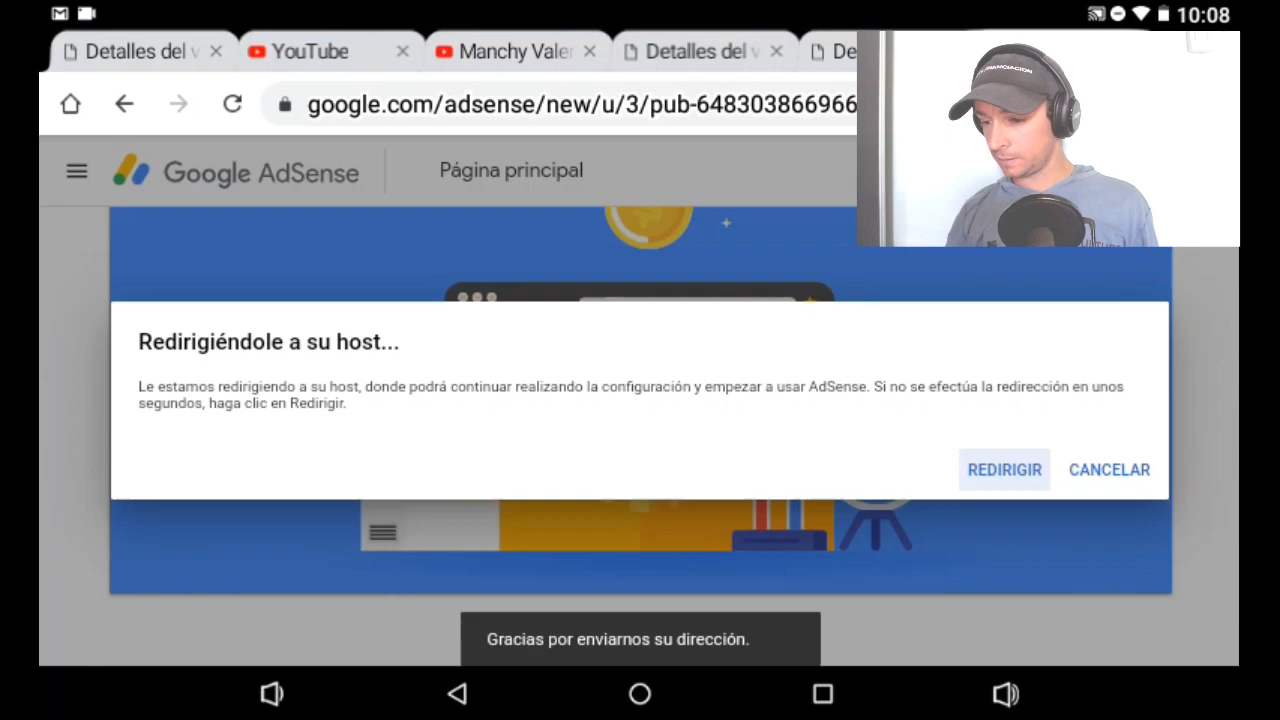 10:08
Detalles del v
YouTube
Manchy Valer
Detalles del v
De
google.com/adsense/new/u/3/pub-648303866966
Google AdSense
Página principal
Redirigiéndole a su host...
Le estamos redirigiendo a su host, donde podrá continuar realizando la configuración y empezar a usar AdSense. Si no se efectúa la redirección en unos
segundos, haga clic en Redirigir.
REDIRIGIR
CANCELAR
Gracias por enviarnos su dirección.